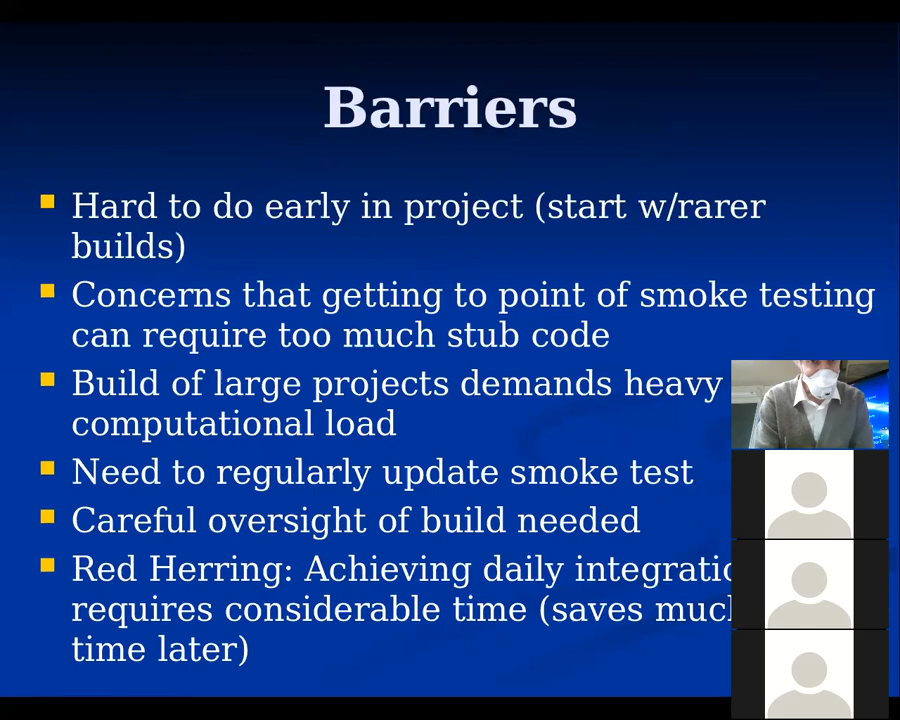 Barriers
Hard to do early in project (start w/rarer
builds)
Concerns that getting to point of smoke testing
can require too much stub code
Build of large projects demands heavy
computational load
Need to regularly update smoke test
Careful oversight of build needed
Red Herring: Achieving daily
requires considerable time (saves
time later)